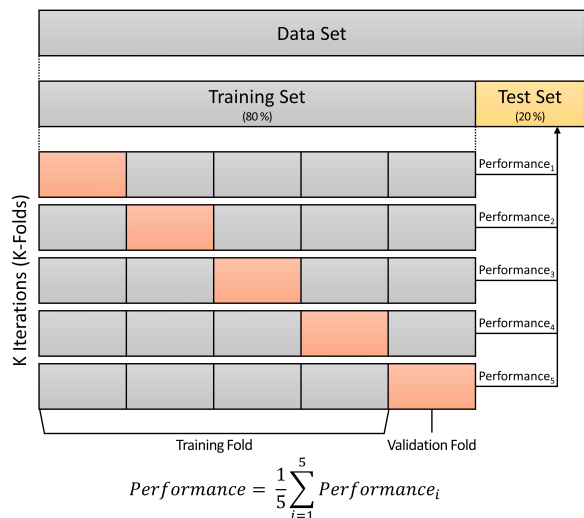 Data Set
Training Set
(80 %)
Test Set
(20 %)
K Iterations (K-Folds)
Performance₁
Performance₂
Performance₃
Performance₄
Performance₅
Training Fold
Validation Fold
Performance = 1/5 5∑i=1 Performanceᵢ